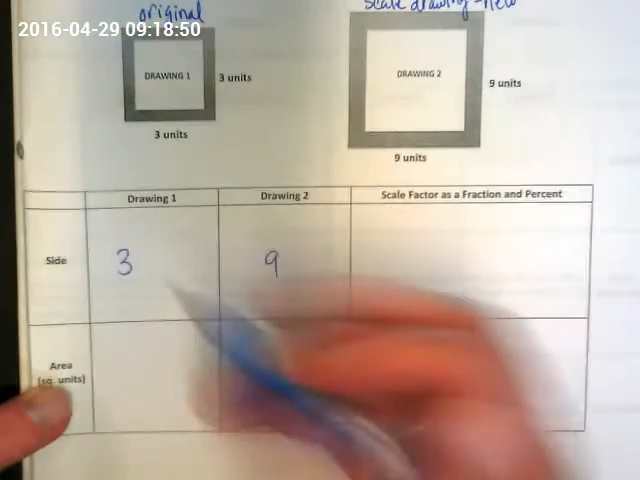 original
scale drawing - new
2016-04-29 09:18:50
DRAWING 1
3 units
3 units
DRAWING 2
9 units
9 units
Drawing 1
Drawing 2
Scale Factor as a Fraction and Percent
Side
3
9
Area
(sq. units)